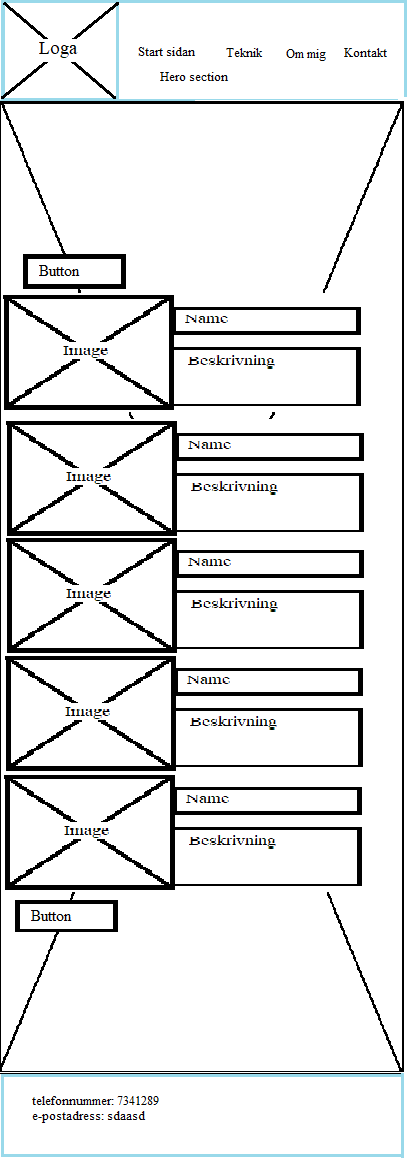 Loga
Start sidan Teknik Om mig Kontakt
Hero section
Button
Image
Name
Beskrivning
Image
Name
Beskrivning
Image
Name
Beskrivning
Image
Name
Beskrivning
Image
Name
Beskrivning
Button
telefonnummer: 7341289
e-postadress: sdaasd